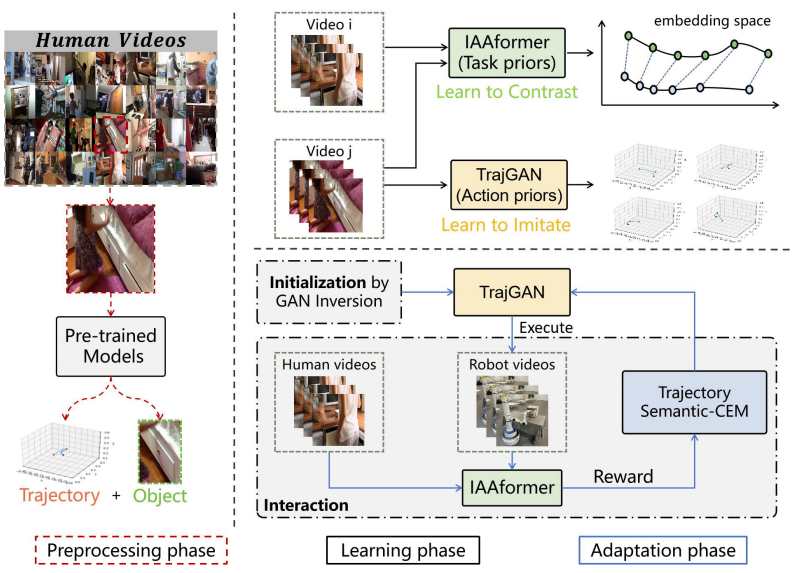 Human Videos
Pre-trained
Models
Trajectory + Object
Preprocessing phase
Video i
IAAformer
(Task priors)
Learn to Contrast
embedding space
Video j
TrajGAN
(Action priors)
Learn to Imitate
Initialization by
GAN Inversion
TrajGAN
Execute
Human videos
Robot videos
Trajectory
Semantic-CEM
IAAformer
Reward
Interaction
Learning phase
Adaptation phase